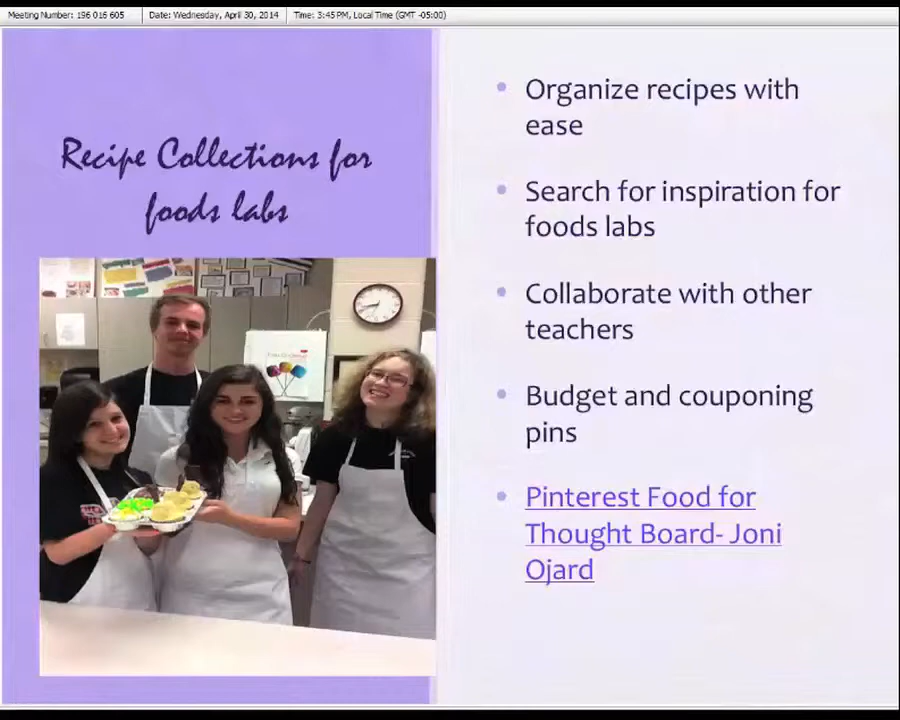 Meeting Number: 196 016 605 Date: Wednesday, April 30, 2014 Time: 3:45 PM, Local Time (GMT -05:00)
Recipe Collections for
foods labs
• Organize recipes with
ease
• Search for inspiration for
foods labs
• Collaborate with other
teachers
• Budget and couponing
pins
• Pinterest Food for
Thought Board- Joni
Ojard